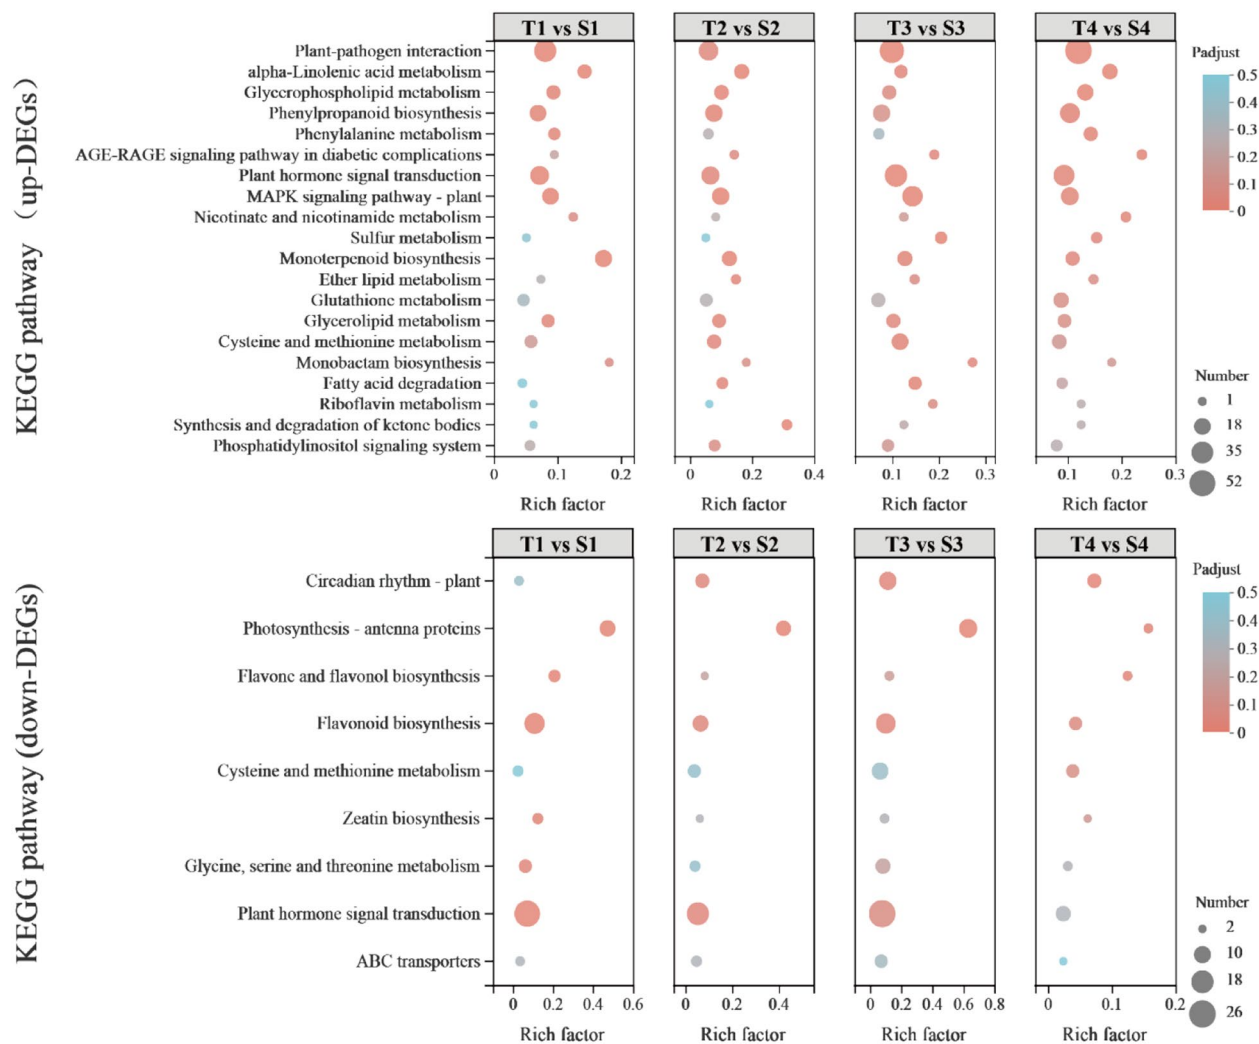 T1 vs S1
T2 vs S2
T3 vs S3
T4 vs S4
KEGG pathway （up-DEGs）
Plant-pathogen interaction
alpha-Linolenic acid metabolism
Glycerophospholipid metabolism
Phenylpropanoid biosynthesis
Phenylalanine metabolism
AGE-RAGE signaling pathway in diabetic complications
Plant hormone signal transduction
MAPK signaling pathway - plant
Nicotinate and nicotinamide metabolism
Sulfur metabolism
Monoterpenoid biosynthesis
Ether lipid metabolism
Glutathione metabolism
Glycerolipid metabolism
Cysteine and methionine metabolism
Monobactam biosynthesis
Fatty acid degradation
Riboflavin metabolism
Synthesis and degradation of ketone bodies
Phosphatidylinositol signaling system
0 0.1 0.2
0 0.2 0.4
0.1 0.2 0.3
0.1 0.2 0.3
Rich factor
Rich factor
Rich factor
Rich factor
Padjust
0.5
0.4
0.3
0.2
0.1
0
Number
1
18
35
52
T1 vs S1
T2 vs S2
T3 vs S3
T4 vs S4
KEGG pathway (down-DEGs)
Circadian rhythm - plant
Photosynthesis - antenna proteins
Flavone and flavonol biosynthesis
Flavonoid biosynthesis
Cysteine and methionine metabolism
Zeatin biosynthesis
Glycine, serine and threonine metabolism
Plant hormone signal transduction
ABC transporters
0 0.2 0.4 0.6
0 0.2 0.4
0 0.2 0.4 0.6 0.8
0 0.1 0.2
Rich factor
Rich factor
Rich factor
Rich factor
Padjust
0.5
0.4
0.3
0.2
0.1
0
Number
2
10
18
26